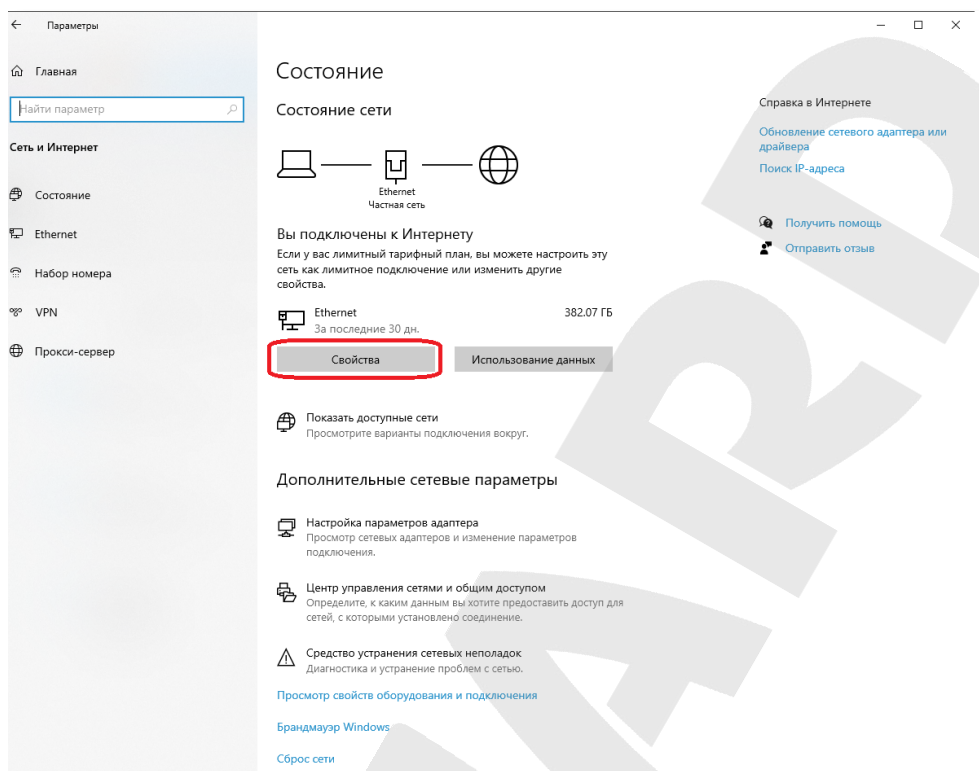 Параметры
Главная
Найти параметр
Сеть и Интернет
Состояние
Ethernet
Набор номера
VPN
Прокси-сервер
Состояние
Состояние сети
Ethernet
Частная сеть
Вы подключены к Интернету
Если у вас лимитный тарифный план, вы можете настроить эту
сеть как лимитное подключение или изменить другие
свойства.
Ethernet 382.07 ГБ
За последние 30 дн.
Свойства Использование данных
Показать доступные сети
Просмотрите варианты подключения вокруг.
Дополнительные сетевые параметры
Настройка параметров адаптера
Просмотр сетевых адаптеров и изменение параметров
подключения.
Центр управления сетями и общим доступом
Определите, к каким данным вы хотите предоставить доступ для
сетей, с которыми установлено соединение.
Средство устранения сетевых неполадок
Диагностика и устранение проблем с сетью.
Просмотр свойств оборудования и подключения
Брандмауэр Windows
Сброс сети
Справка в Интернете
Обновление сетевого адаптера или
драйвера
Поиск IP-адреса
Получить помощь
Отправить отзыв
ARD